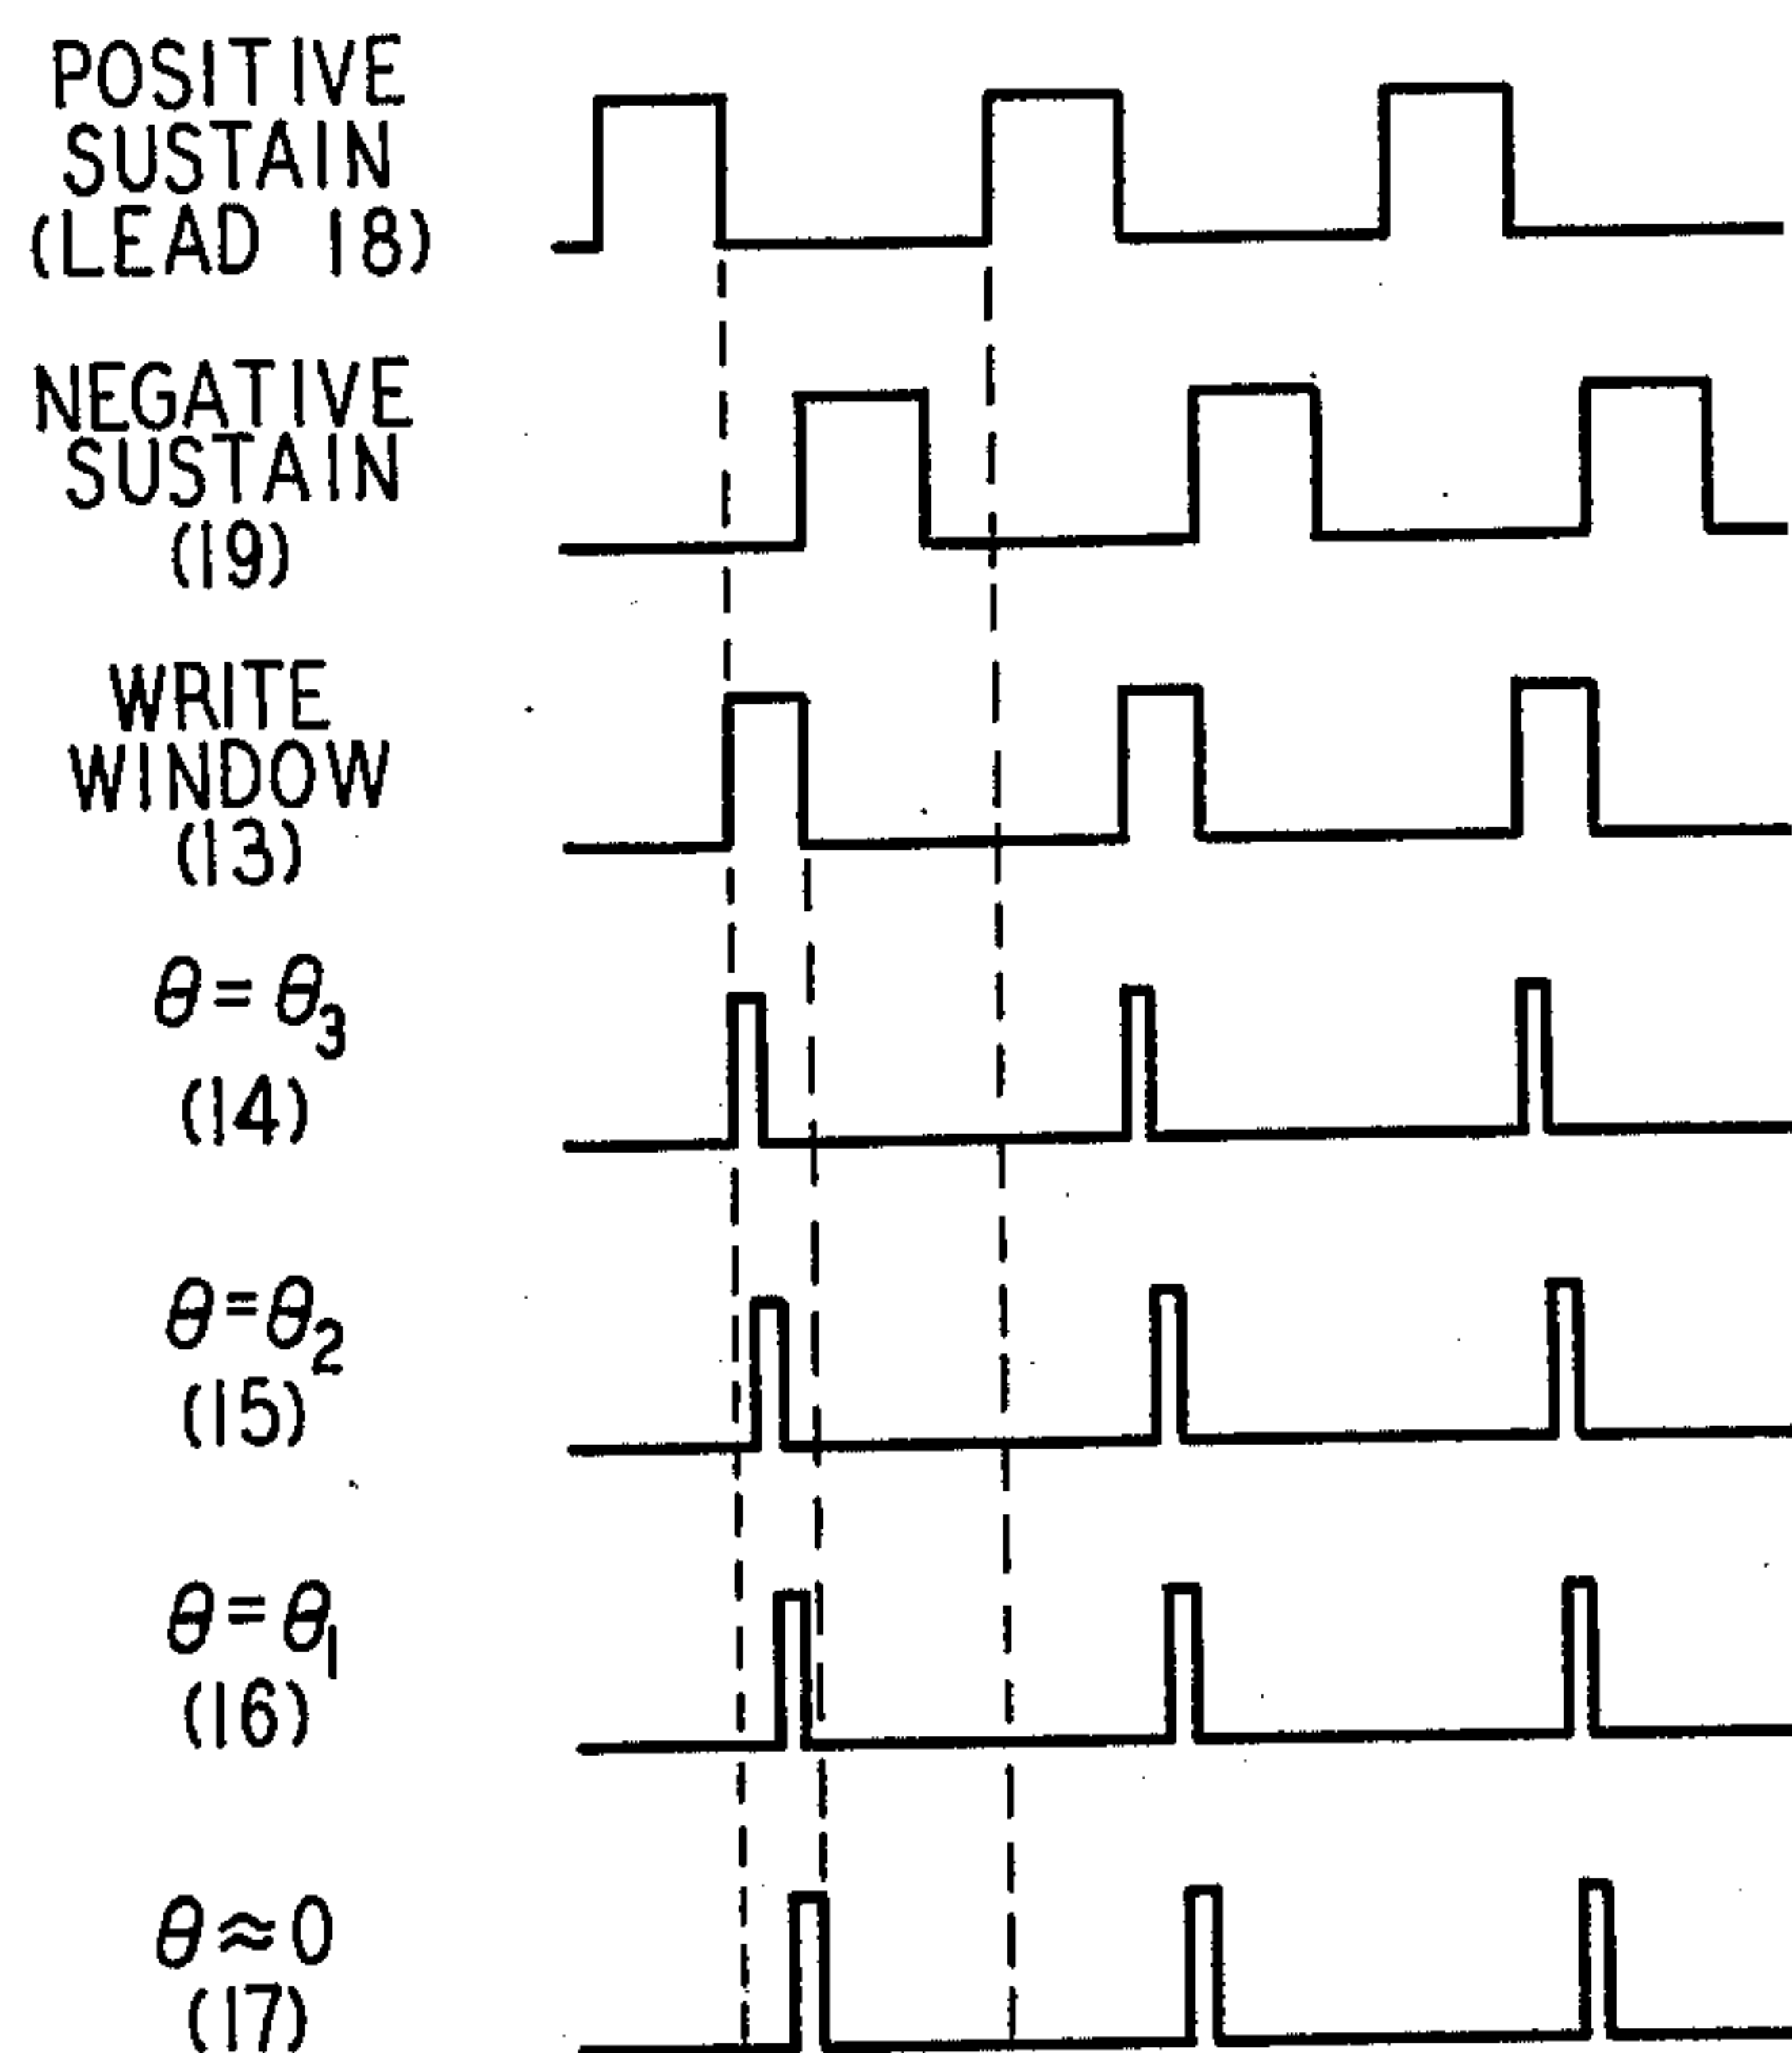 POSITIVE
SUSTAIN
(LEAD 18)
NEGATIVE
SUSTAIN
(19)
WRITE
WINDOW
(13)
θ=θ₃
(14)
θ=θ₂
(15)
θ=θ₁
(16)
θ≈0
(17)